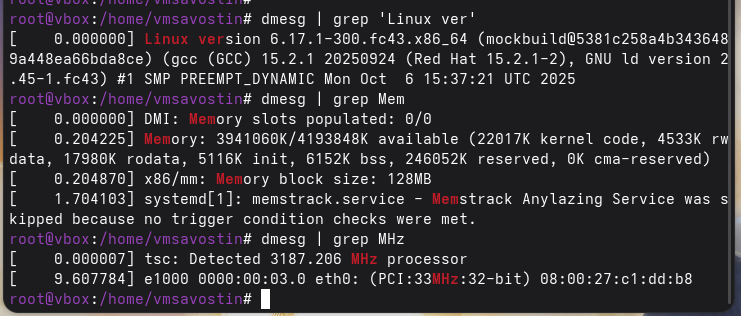 root@vbox:/home/vmsavostin# dmesg | grep 'Linux ver'
[    0.000000] Linux version 6.17.1-300.fc43.x86_64 (mockbuild@5381c258a4b343648
9a448ea66bda8ce) (gcc (GCC) 15.2.1 20250924 (Red Hat 15.2.1-2), GNU ld version 2
.45-1.fc43) #1 SMP PREEMPT_DYNAMIC Mon Oct  6 15:37:21 UTC 2025
root@vbox:/home/vmsavostin# dmesg | grep Mem
[    0.000000] DMI: Memory slots populated: 0/0
[    0.204225] Memory: 3941060K/4193848K available (22017K kernel code, 4533K rw
data, 17980K rodata, 5116K init, 6152K bss, 246052K reserved, 0K cma-reserved)
[    0.204870] x86/mm: Memory block size: 128MB
[    1.704103] systemd[1]: memstrack.service - Memstrack Anylazing Service was s
kipped because no trigger condition checks were met.
root@vbox:/home/vmsavostin# dmesg | grep MHz
[    0.000007] tsc: Detected 3187.206 MHz processor
[    9.607784] e1000 0000:00:03.0 eth0: (PCI:33MHz:32-bit) 08:00:27:c1:dd:b8
root@vbox:/home/vmsavostin#